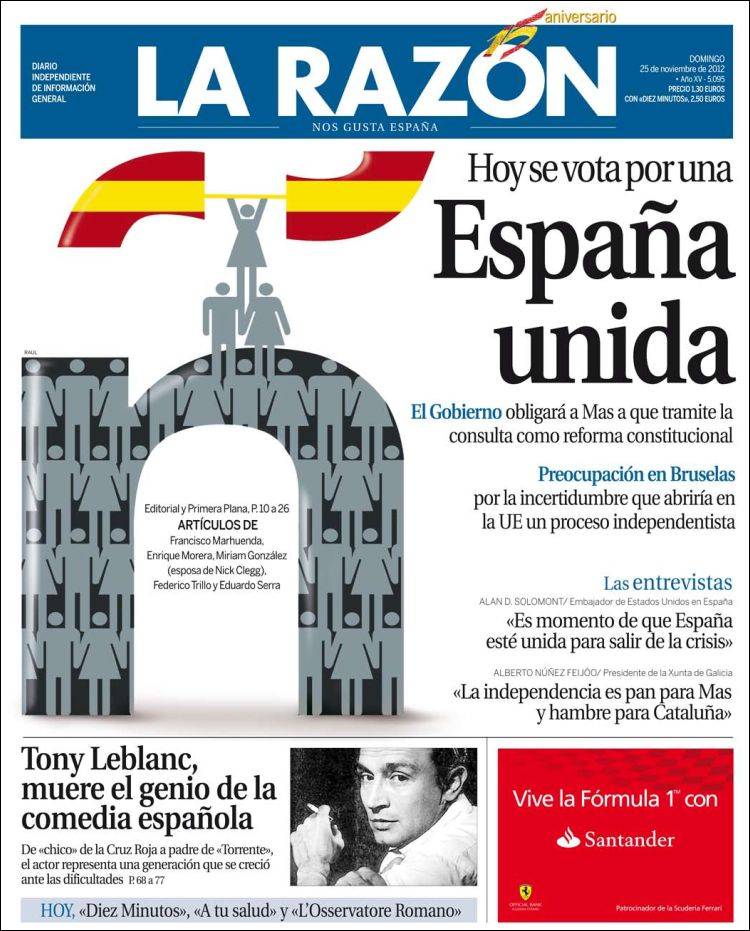 15 aniversario
DIARIO
INDEPENDIENTE
DE INFORMACIÓN
GENERAL
LA RAZÓN
NOS GUSTA ESPAÑA
DOMINGO
25 de noviembre de 2012
• Año XV - 5.095
PRECIO 1,30 EUROS
CON «DIEZ MINUTOS», 2,50 EUROS
Hoy se vota por una
España
unida
RAUL
El Gobierno obligará a Mas a que tramite la
consulta como reforma constitucional
Preocupación en Bruselas
por la incertidumbre que abriría en
la UE un proceso independentista
Editorial y Primera Plana, P. 10 a 26
ARTÍCULOS DE
Francisco Marhuenda,
Enrique Morera, Miriam González
(esposa de Nick Clegg),
Federico Trillo y Eduardo Serra
Las entrevistas
ALAN D. SOLOMONT/ Embajador de Estados Unidos en España
«Es momento de que España
esté unida para salir de la crisis»
ALBERTO NÚÑEZ FEIJÓO/ Presidente de la Xunta de Galicia
«La independencia es pan para Mas
y hambre para Cataluña»
Tony Leblanc,
muere el genio de la
comedia española
De «chico» de la Cruz Roja a padre de «Torrente»,
el actor representa una generación que se creció
ante las dificultades P. 68 a 77
HOY, «Diez Minutos», «A tu salud» y «L'Osservatore Romano»
Vive la Fórmula 1™ con
Santander
OFFICIAL BANK
Patrocinador de la Scuderia Ferrari